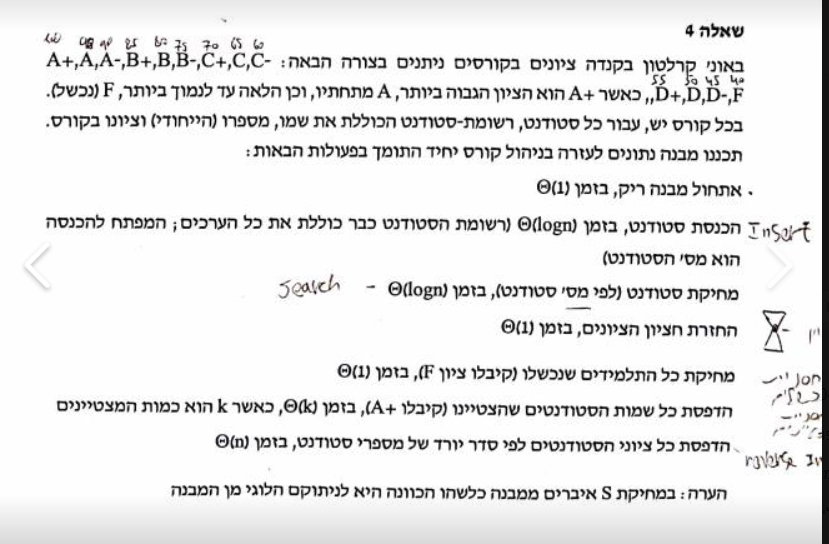 שאלה 4
100 95 90 85 80 75 70 65 60
באוני׳ קרלטון בקנדה ציונים בקורסים ניתנים בצורה הבאה: A+,A,A-,B+,B,B-,C+,C,C-
55 50 45 40
,,D+,D,D-,F כאשר A+ הוא הציון הגבוה ביותר, A מתחתיו, וכן הלאה עד לנמוך ביותר, F (נכשל).
בכל קורס יש, עבור כל סטודנט, רשומת-סטודנט הכוללת את שמו, מספרו (הייחודי) וציונו בקורס.
תכננו מבנה נתונים לעזרה בניהול קורס יחיד התומך בפעולות הבאות:
אתחול מבנה ריק, בזמן Θ(1)
Insert הכנסת סטודנט, בזמן Θ(logn) (רשומת הסטודנט כבר כוללת את כל הערכים; המפתח להכנסה
הוא מסי הסטודנט)
מחיקת סטודנט (לפי מסי סטודנט), בזמן Θ(logn) - search
החזרת חציון הציונים, בזמן Θ(1)
מחיקת כל התלמידים שנכשלו (קיבלו ציון F), בזמן Θ(1)
הדפסת כל שמות הסטודנטים שהצטיינו (קיבלו A+), בזמן Θ(k), כאשר k הוא כמות המצטיינים
הדפסת כל ציוני הסטודנטים לפי סדר יורד של מספרי סטודנט, בזמן Θ(n)
הערה: במחיקת S איברים ממבנה כלשהו הכוונה היא לניתוקם הלוגי מן המבנה